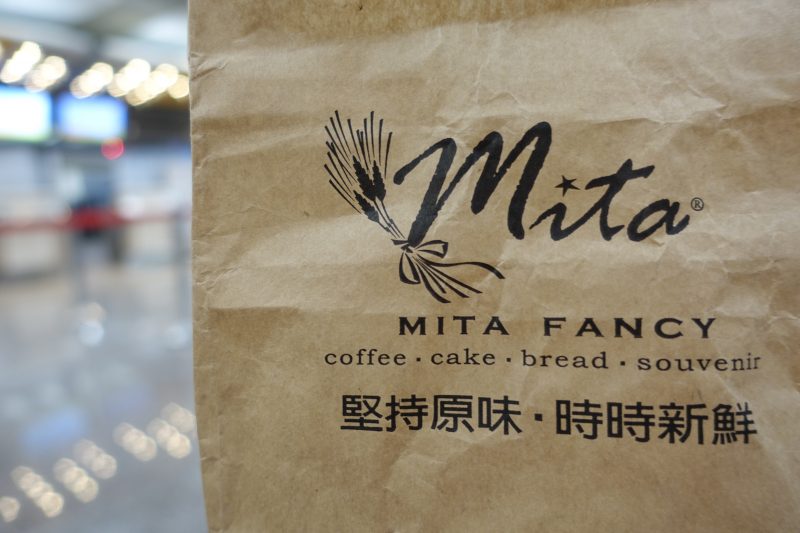 Mita®
MITA FANCY
coffee·cake·bread·souvenir
堅持原味·時時新鮮